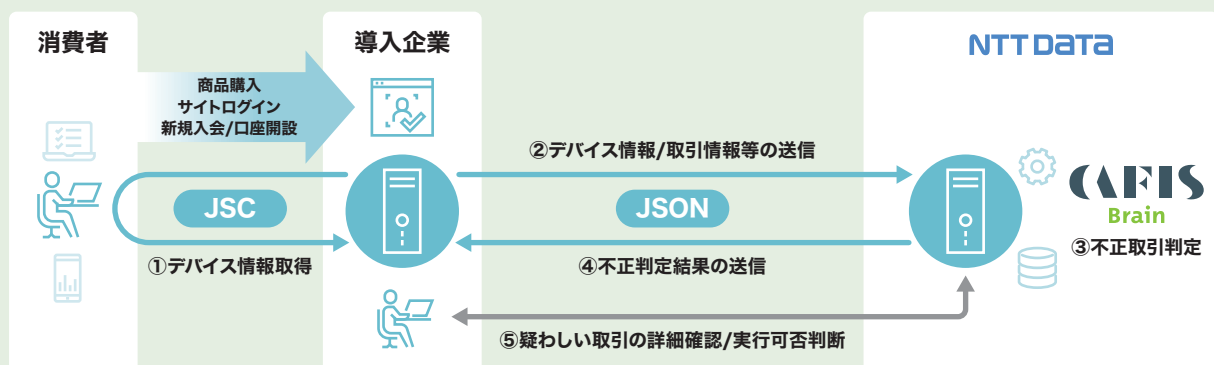 消費者
導入企業
NTT DATA
商品購入
サイトログイン
新規入会/口座開設
②デバイス情報/取引情報等の送信
JSC
JSON
CAFIS
Brain
①デバイス情報取得
④不正判定結果の送信
③不正取引判定
⑤疑わしい取引の詳細確認/実行可否判断